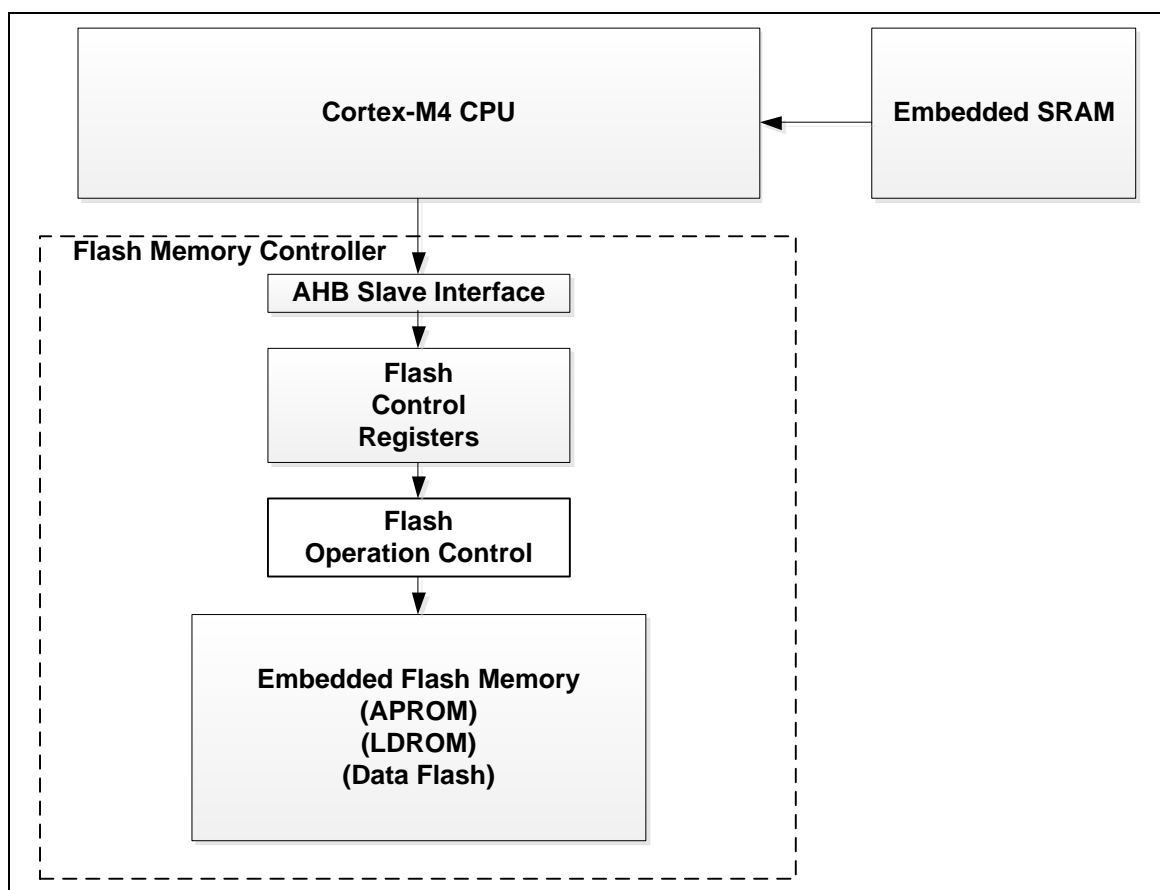 Cortex-M4 CPU
Embedded SRAM
Flash Memory Controller
AHB Slave Interface
Flash
Control
Registers
Flash
Operation Control
Embedded Flash Memory
(APROM)
(LDROM)
(Data Flash)